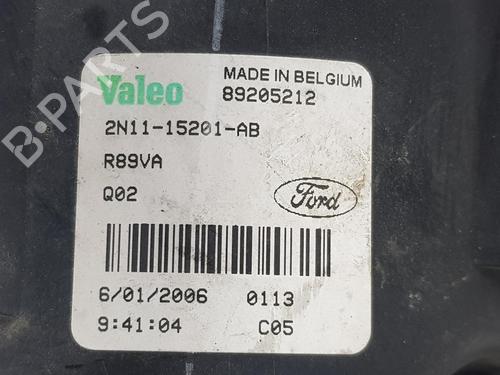 B-PARTS
Valeo
MADE IN BELGIUM
89205212
2N11-15201-AB
R89VA
Q02
Ford
6/01/2006 0113
9:41:04 C05